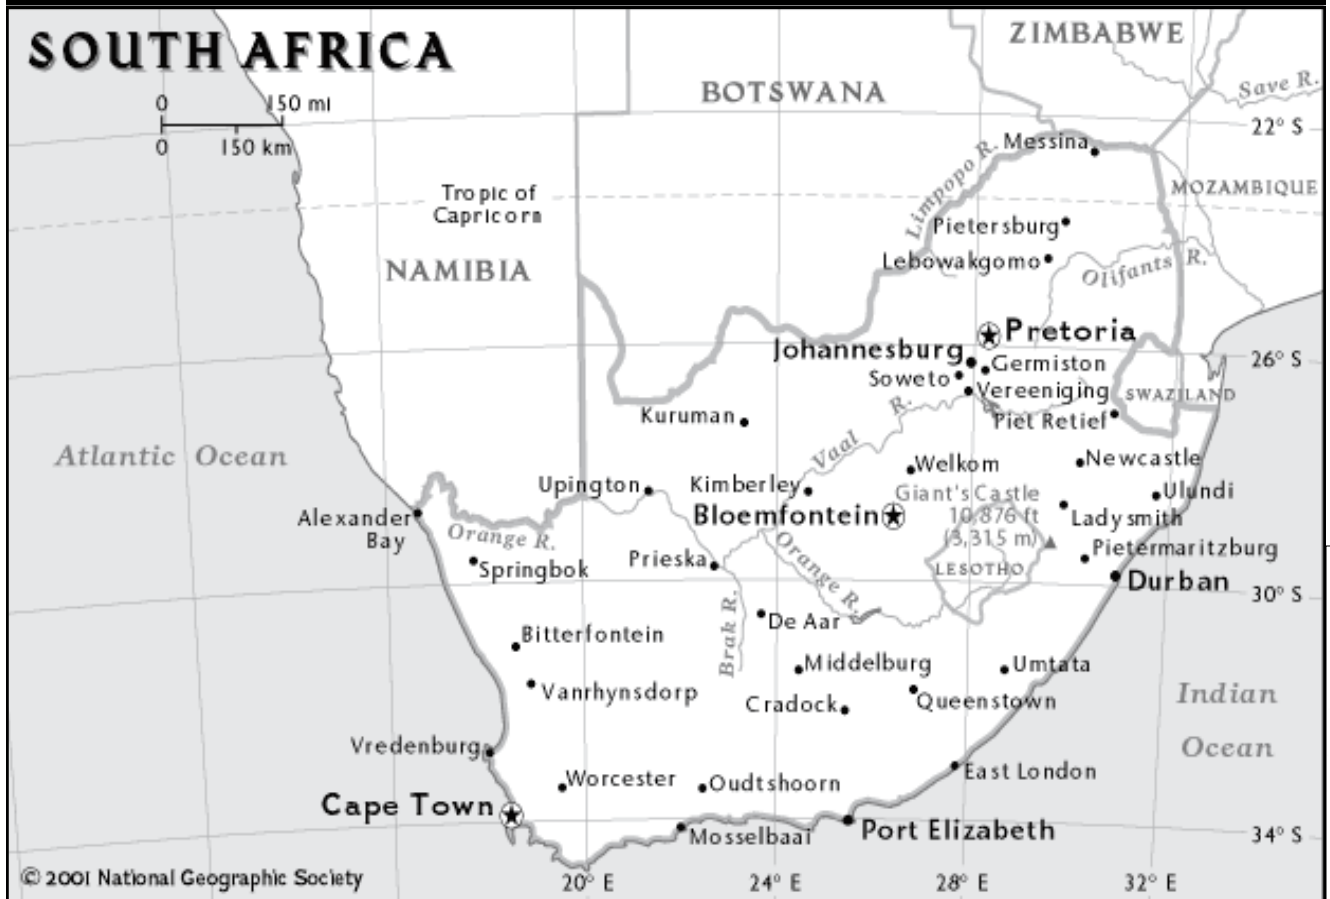 SOUTH AFRICA
ZIMBABWE
Save R.
BOTSWANA
0 150 mi
0 150 km
22° S
Messina
Limpopo R.
MOZAMBIQUE
Tropic of
Capricorn
Pietersburg
Lebowakgomo
Olifants R.
NAMIBIA
Pretoria
Johannesburg
26° S
Germiston
Soweto
Vereeniging
SWAZILAND
Vaal R.
Piet Retief
Kuruman
Atlantic Ocean
Newcastle
Welkom
Upington
Kimberley
Giant's Castle
10,876 ft
(3,315 m)
Ulundi
Bloemfontein
Ladysmith
Alexander
Bay
Orange R.
Orange R.
Pietermaritzburg
Springbok
Prieska
LESOTHO
Durban
30° S
Brak R.
De Aar
Bitterfontein
Middelburg
Umtata
Vanrhynsdorp
Cradock
Queenstown
Indian
Ocean
Vredenburg
Worcester
Oudtshoorn
East London
Cape Town
Mosselbaai
Port Elizabeth
34° S
© 2001 National Geographic Society
20° E
24° E
28° E
32° E